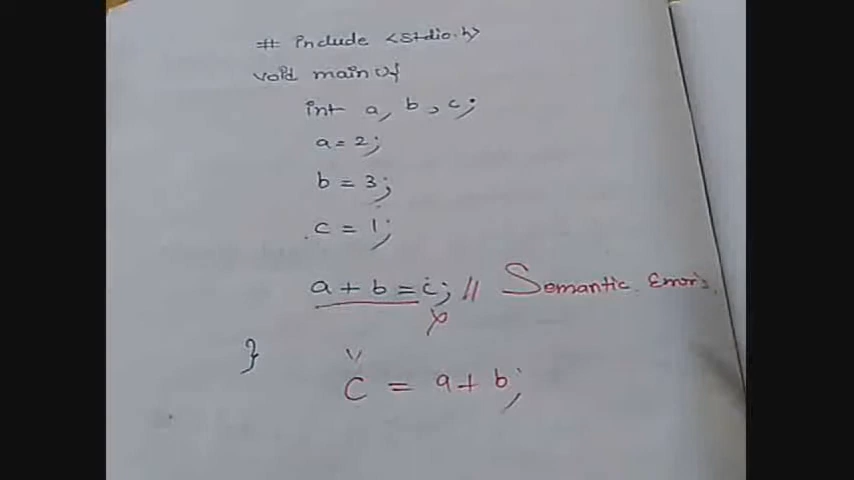 # include <stdio.h>
void main(){
int a, b, c;
a = 2;
b = 3;
c = 1;
a + b = c; // Semantic Errors.
}
C = a + b;